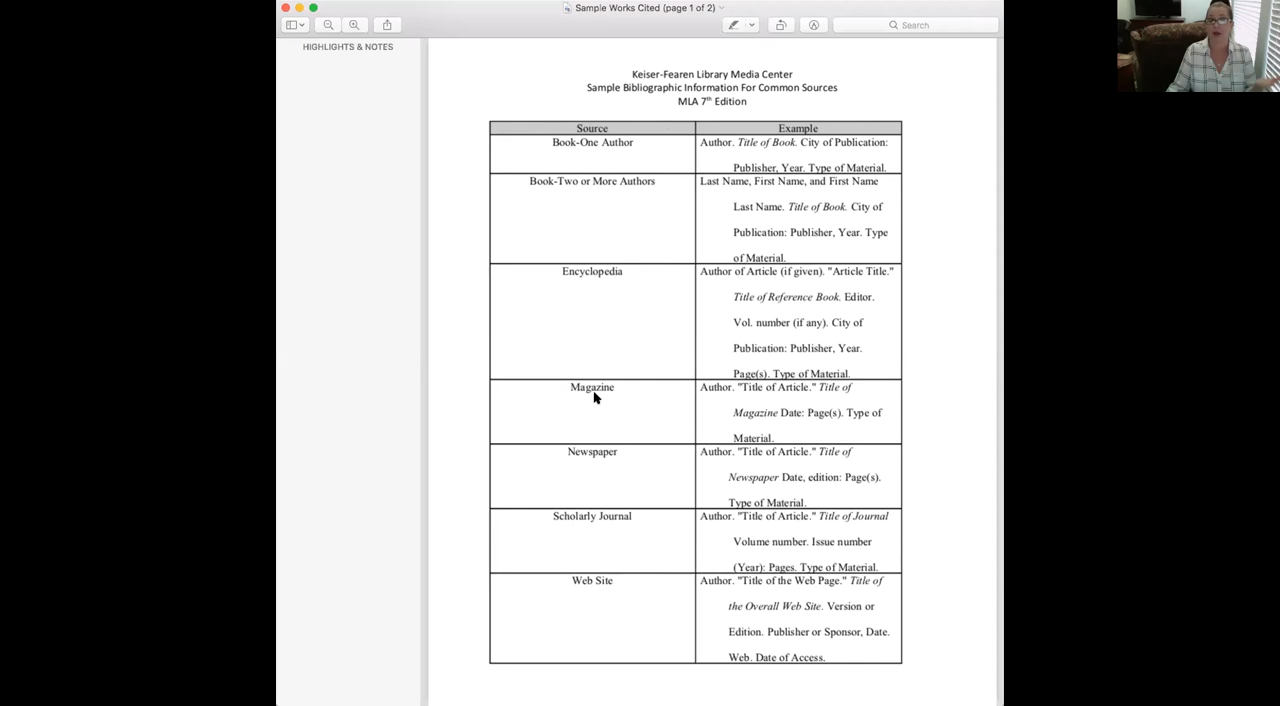 Sample Works Cited (page 1 of 2)
Search
HIGHLIGHTS & NOTES
Keiser-Fearen Library Media Center
Sample Bibliographic Information For Common Sources
MLA 7th Edition
Source Example
Book-One Author
Author. Title of Book. City of Publication:
Publisher, Year. Type of Material.
Book-Two or More Authors
Last Name, First Name, and First Name
Last Name. Title of Book. City of
Publication: Publisher, Year. Type
of Material.
Encyclopedia
Author of Article (if given). "Article Title."
Title of Reference Book. Editor.
Vol. number (if any). City of
Publication: Publisher, Year.
Page(s). Type of Material.
Magazine
Author. "Title of Article." Title of
Magazine Date: Page(s). Type of
Material.
Newspaper
Author. "Title of Article." Title of
Newspaper Date, edition: Page(s).
Type of Material.
Scholarly Journal
Author. "Title of Article." Title of Journal
Volume number. Issue number
(Year): Pages. Type of Material.
Web Site
Author. "Title of the Web Page." Title of
the Overall Web Site. Version or
Edition. Publisher or Sponsor, Date.
Web. Date of Access.